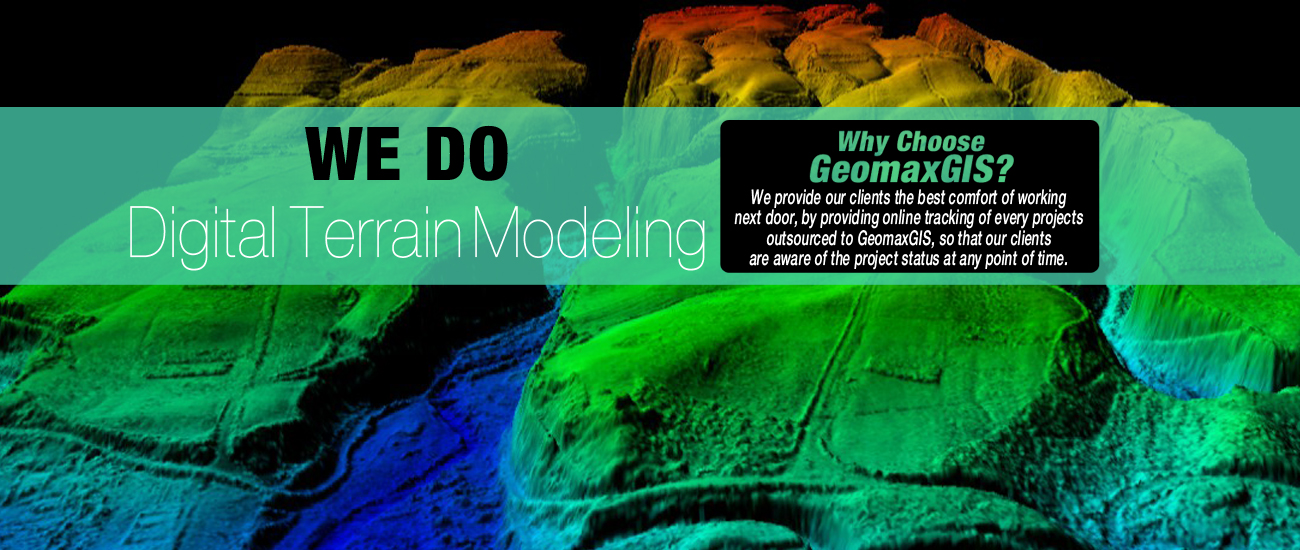 WE DO
Digital Terrain Modeling
Why Choose
GeomaxGIS?
We provide our clients the best comfort of working
next door, by providing online tracking of every projects
outsourced to GeomaxGIS, so that our clients
are aware of the project status at any point of time.